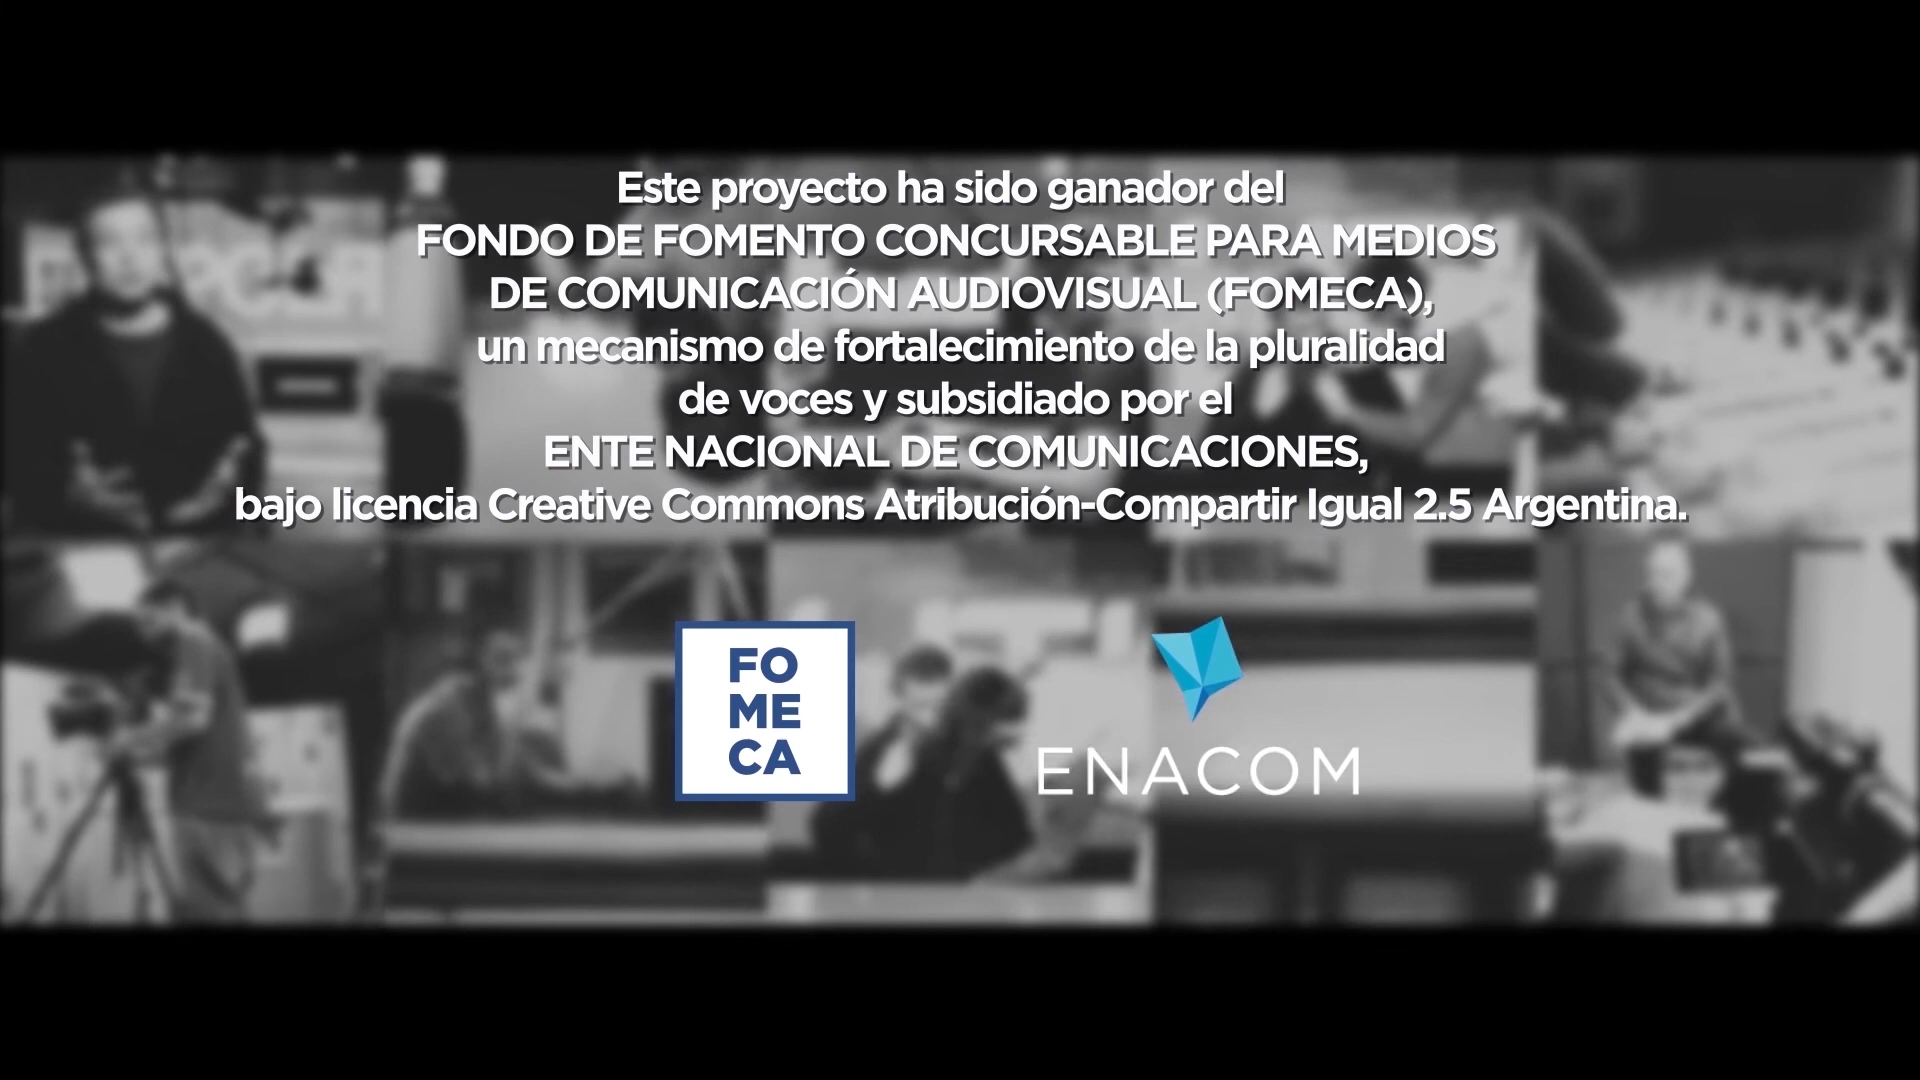 Este proyecto ha sido ganador del
FONDO DE FOMENTO CONCURSABLE PARA MEDIOS
DE COMUNICACIÓN AUDIOVISUAL (FOMECA),
un mecanismo de fortalecimiento de la pluralidad
de voces y subsidiado por el
ENTE NACIONAL DE COMUNICACIONES,
bajo licencia Creative Commons Atribución-Compartir Igual 2.5 Argentina.
FO
ME
CA
ENACOM